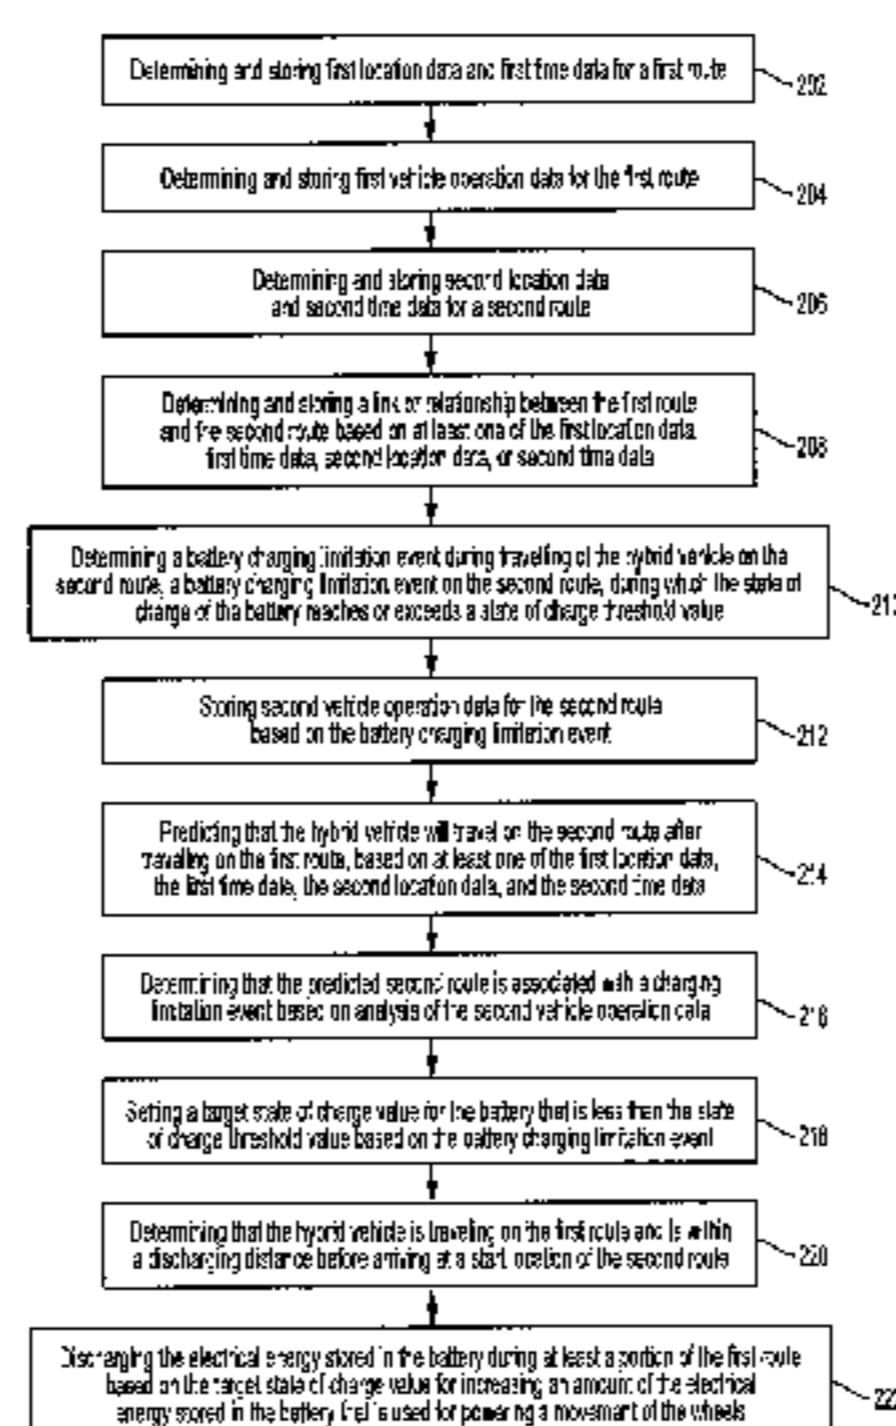 Determining and storing first location data and first time data for a first route
202
Determining and storing first vehicle operation data for the first route
204
Determining and storing second location data
and second time data for a second route
206
Determining and storing a link or relationship between the first route
and the second route based on at least one of the first location data,
first time data, second location data, or second time data
208
Determining a battery charging limitation event during travelling of the hybrid vehicle on the
second route, a battery charging limitation event on the second route, during which the state of
charge of the battery reaches or exceeds a state of charge threshold value
21
Storing second vehicle operation data for the second route
based on the battery charging limitation event
212
Predicting that the hybrid vehicle will travel on the second route after
travelling on the first route, based on at least one of the first location data,
the first time data, the second location data, and the second time data
214
Determining that the predicted second route is associated with a charging
limitation event based on analysis of the second vehicle operation data
216
Setting a target state of charge value for the battery that is less than the state
of charge threshold value based on the battery charging limitation event
218
Determining that the hybrid vehicle is traveling on the first route and is within
a discharging distance before arriving at a start location of the second route
220
Discharging the electrical energy stored in the battery during at least a portion of the first route
based on the target state of charge value for increasing an amount of the electrical
energy stored in the battery that is used for powering a movement of the wheels
22